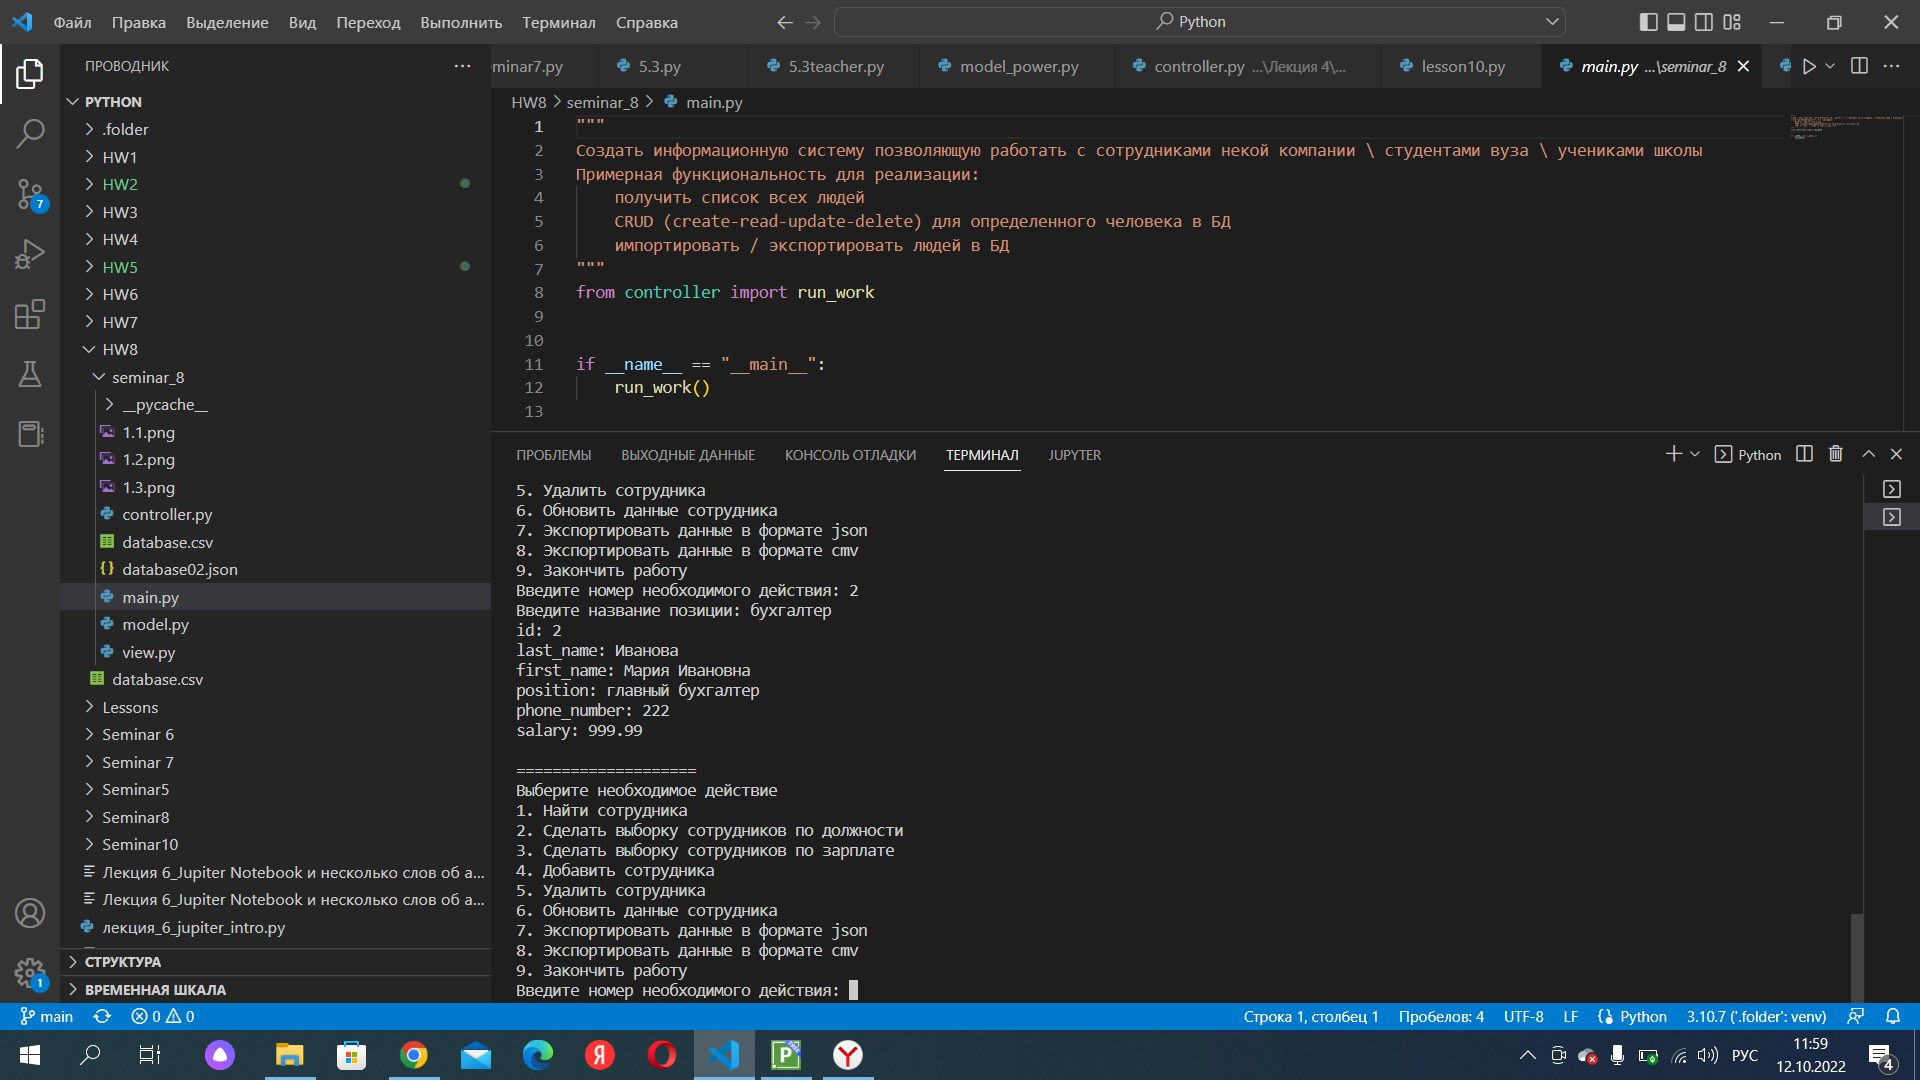 Файл Правка Выделение Вид Переход Выполнить Терминал Справка
Python
ПРОВОДНИК
PYTHON
.folder
HW1
HW2
HW3
HW4
HW5
HW6
HW7
HW8
seminar_8
__pycache__
1.1.png
1.2.png
1.3.png
controller.py
database.csv
database02.json
main.py
model.py
view.py
database.csv
Lessons
Seminar 6
Seminar 7
Seminar5
Seminar8
Seminar10
Лекция 6_Jupiter Notebook и несколько слов об а...
Лекция 6_Jupiter Notebook и несколько слов об а...
лекция_6_jupiter_intro.py
СТРУКТУРА
ВРЕМЕННАЯ ШКАЛА
7
1
minar7.py 5.3.py 5.3teacher.py model_power.py controller.py ...\Лекция 4\... lesson10.py main.py ...\seminar_8
HW8 > seminar_8 > main.py
1 """
2 Создать информационную систему позволяющую работать с сотрудниками некой компании \ студентами вуза \ учениками школы
3 Примерная функциональность для реализации:
4 получить список всех людей
5 CRUD (create-read-update-delete) для определенного человека в БД
6 импортировать / экспортировать людей в БД
7 """
8 from controller import run_work
9
10
11 if __name__ == "__main__":
12 run_work()
13
ПРОБЛЕМЫ ВЫХОДНЫЕ ДАННЫЕ КОНСОЛЬ ОТЛАДКИ ТЕРМИНАЛ JUPYTER
Python
5. Удалить сотрудника
6. Обновить данные сотрудника
7. Экспортировать данные в формате json
8. Экспортировать данные в формате cmv
9. Закончить работу
Введите номер необходимого действия: 2
Введите название позиции: бухгалтер
id: 2
last_name: Иванова
first_name: Мария Ивановна
position: главный бухгалтер
phone_number: 222
salary: 999.99
====================
Выберите необходимое действие
1. Найти сотрудника
2. Сделать выборку сотрудников по должности
3. Сделать выборку сотрудников по зарплате
4. Добавить сотрудника
5. Удалить сотрудника
6. Обновить данные сотрудника
7. Экспортировать данные в формате json
8. Экспортировать данные в формате cmv
9. Закончить работу
Введите номер необходимого действия:
main 0 0 Строка 1, столбец 1 Пробелов: 4 UTF-8 LF Python 3.10.7 ('.folder': venv)
РУС
11:59
12.10.2022
4